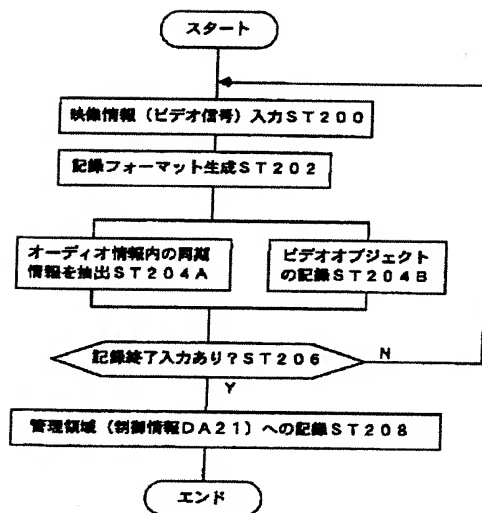 スタート
映像情報（ビデオ信号）入力ＳＴ２００
記録フォーマット生成ＳＴ２０２
オーディオ情報内の同期
情報を抽出ＳＴ２０４Ａ
ビデオオブジェクト
の記録ＳＴ２０４Ｂ
記録終了入力あり？ＳＴ２０６
N
Y
管理領域（制御情報ＤＡ２１）への記録ＳＴ２０８
エンド